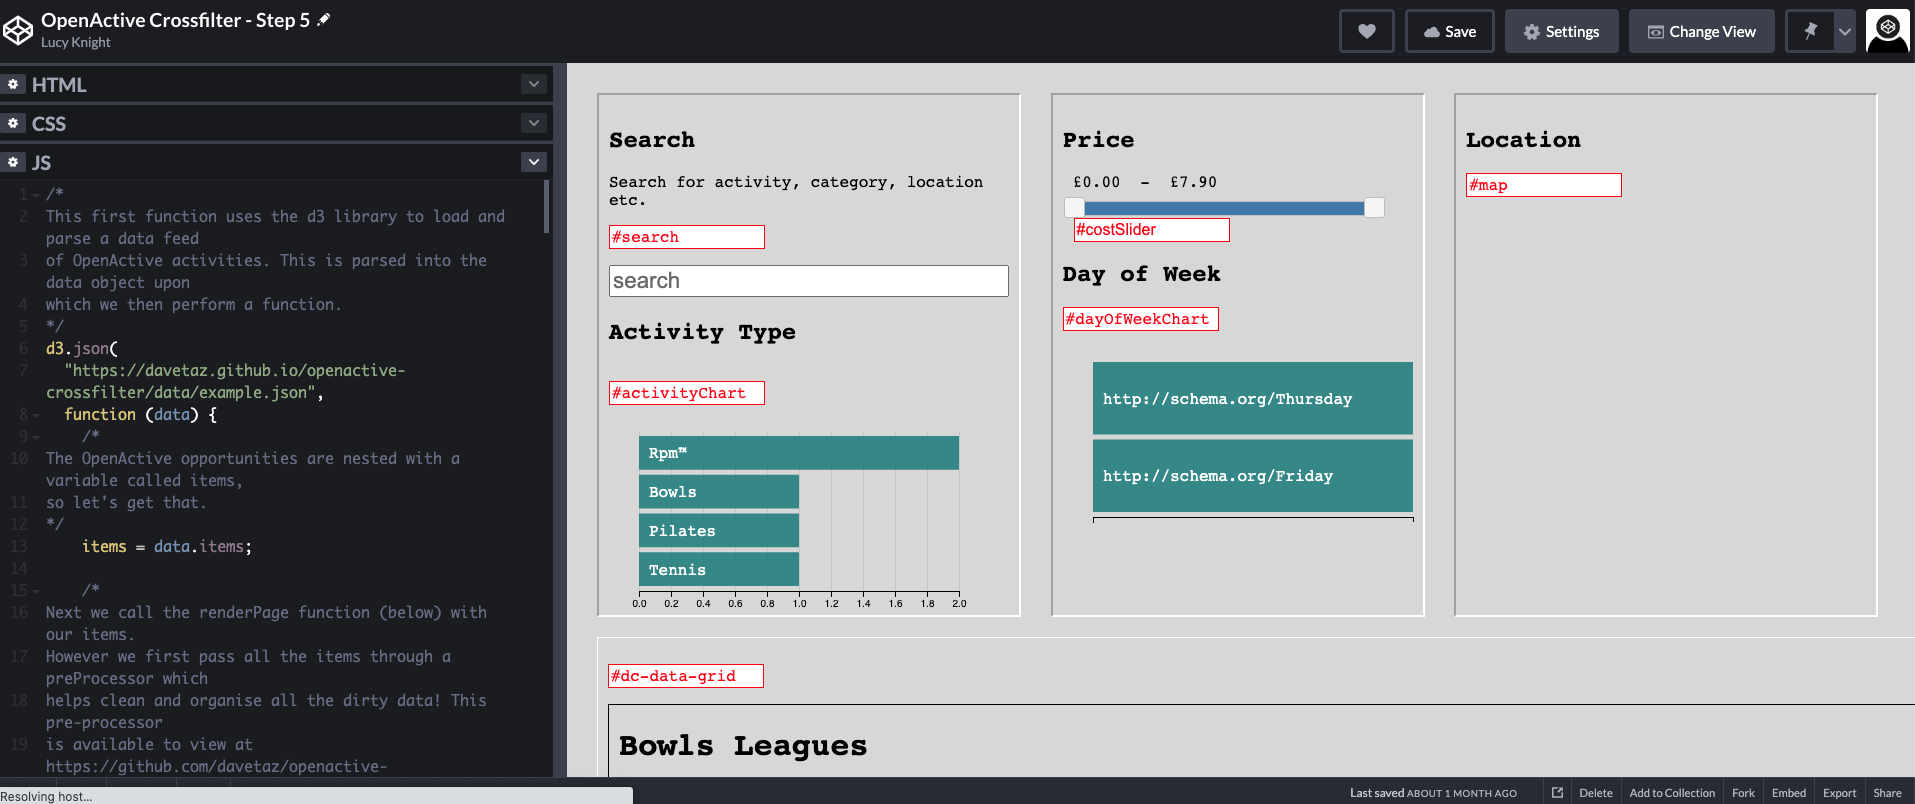 OpenActive Crossfilter - Step 5
Lucy Knight
Save
Settings
Change View
HTML
CSS
JS
1 /*
2 This first function uses the d3 library to load and
parse a data feed
3 of OpenActive activities. This is parsed into the
data object upon
4 which we then perform a function.
5 */
6 d3.json(
7 "https://davetaz.github.io/openactive-
crossfilter/data/example.json",
8 function (data) {
9 /*
10 The OpenActive opportunities are nested with a
variable called items,
11 so let's get that.
12 */
13 items = data.items;
14
15 /*
16 Next we call the renderPage function (below) with
our items.
17 However we first pass all the items through a
preProcessor which
18 helps clean and organise all the dirty data! This
pre-processor
19 is available to view at
https://github.com/davetaz/openactive-
Resolving host...
Search
Search for activity, category, location
etc.
#search
search
Activity Type
#activityChart
Rpm™
Bowls
Pilates
Tennis
0.0 0.2 0.4 0.6 0.8 1.0 1.2 1.4 1.6 1.8 2.0
Price
£0.00 - £7.90
#costSlider
Day of Week
#dayOfWeekChart
http://schema.org/Thursday
http://schema.org/Friday
Location
#map
#dc-data-grid
Bowls Leagues
Last saved ABOUT 1 MONTH AGO
Delete
Add to Collection
Fork
Embed
Export
Share